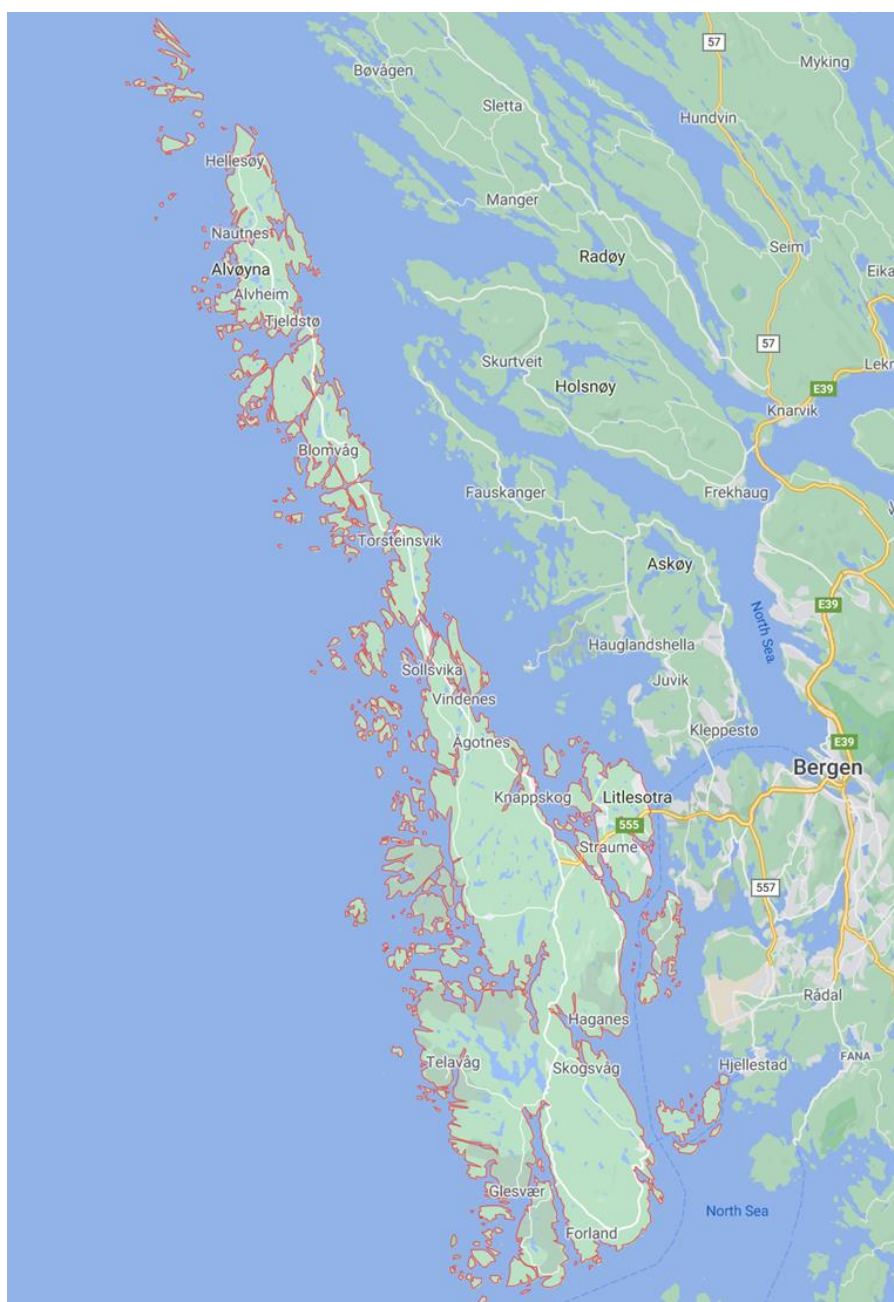 57
Myking
Bøvågen
Sletta
Hundvin
Hellesøy
Manger
Nautnes
Seim
Radøy
Alvøyna
Eika
Alvheim
Tjeldstø
57
Skurtveit
Lekn
Holsnøy
E39
Knarvik
Blomvåg
Fauskanger
Frekhaug
Torsteinsvik
Askøy
E39
North Sea
Hauglandshella
Sollsvika
Juvik
Vindenes
Kleppestø
Ågotnes
E39
Bergen
Knappskog
Litlesotra
555
Straume
557
Rådal
Haganes
FANA
Telavåg
Skogsvåg
Hjellestad
Glesvær
North Sea
Forland